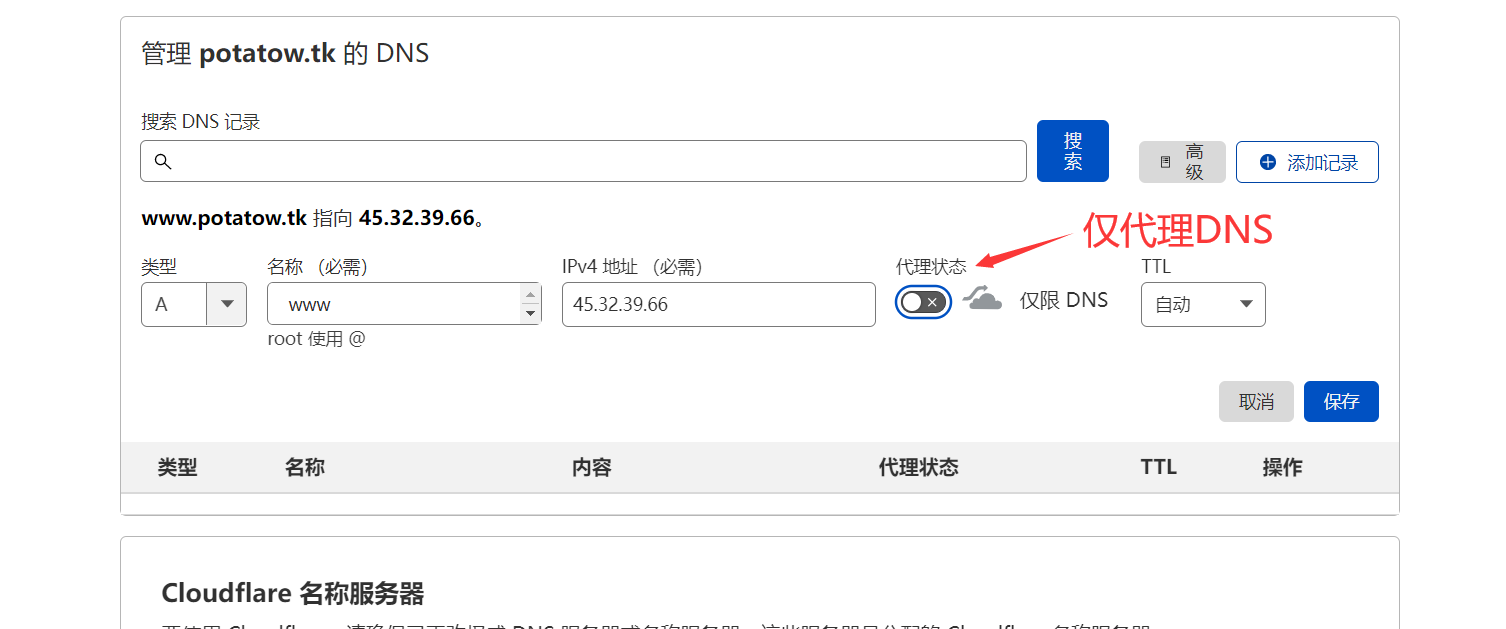 管理 potatow.tk 的 DNS
搜索 DNS 记录
搜索
高级
添加记录
www.potatow.tk 指向 45.32.39.66。
仅代理DNS
类型 名称 （必需） IPv4 地址 （必需） 代理状态 TTL
A www 45.32.39.66 仅限 DNS 自动
root 使用 @
取消 保存
类型 名称 内容 代理状态 TTL 操作
Cloudflare 名称服务器